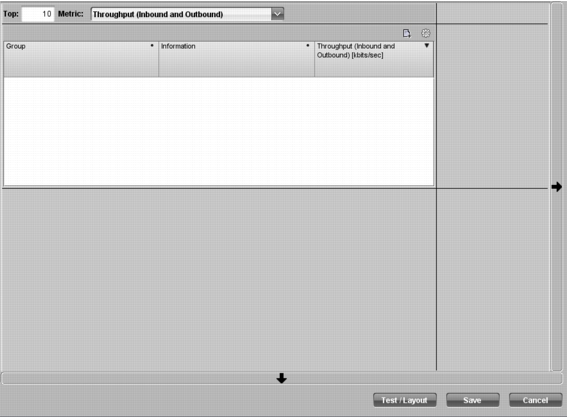 Top: 10 Metric: Throughput (Inbound and Outbound)
Group Information Throughput (Inbound and
Outbound) [kbits/sec]
Test / Layout Save Cancel